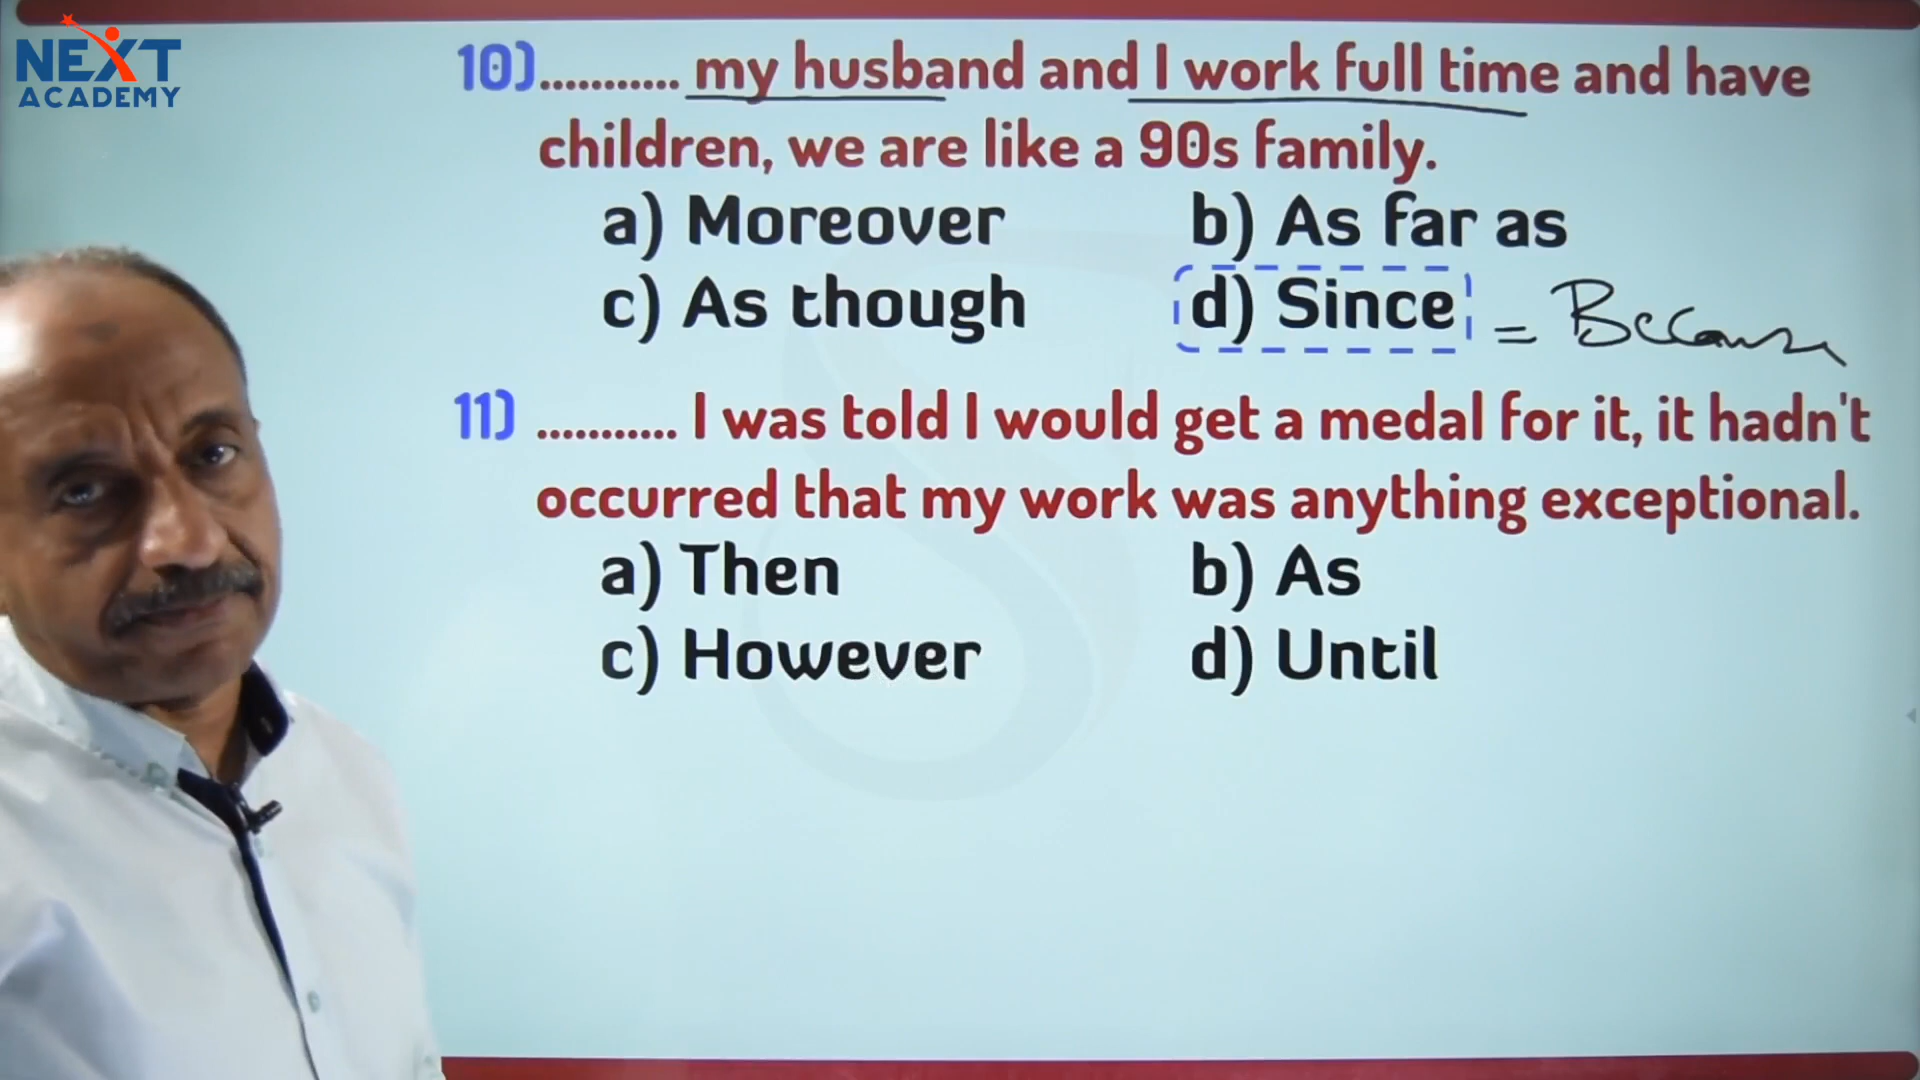 NEXT
ACADEMY
10)........... my husband and I work full time and have
children, we are like a 90s family.
a) Moreover b) As far as
c) As though d) Since = Because
11) ........... I was told I would get a medal for it, it hadn't
occurred that my work was anything exceptional.
a) Then b) As
c) However d) Until